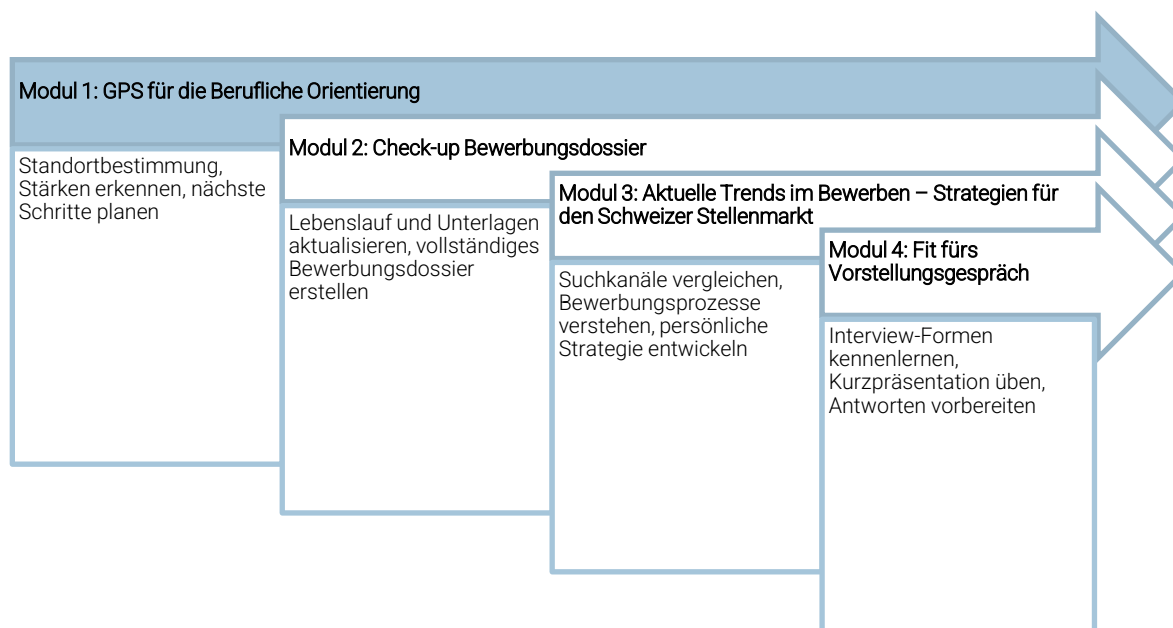 Modul 1: GPS für die Berufliche Orientierung
Standortbestimmung,
Stärken erkennen, nächste
Schritte planen
Modul 2: Check-up Bewerbungsdossier
Lebenslauf und Unterlagen
aktualisieren, vollständiges
Bewerbungsdossier
erstellen
Modul 3: Aktuelle Trends im Bewerben – Strategien für
den Schweizer Stellenmarkt
Suchkanäle vergleichen,
Bewerbungsprozesse
verstehen, persönliche
Strategie entwickeln
Modul 4: Fit fürs
Vorstellungsgespräch
Interview-Formen
kennenlernen,
Kurzpräsentation üben,
Antworten vorbereiten